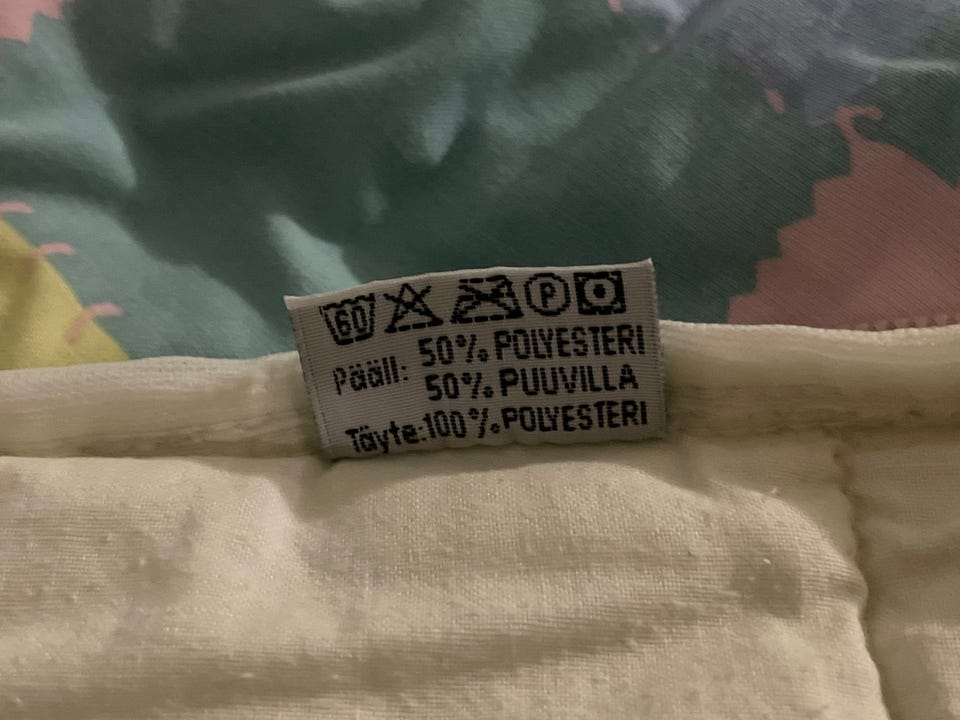 60 P
Pääll: 50% POLYESTERI
50% PUUVILLA
Täyte: 100% POLYESTERI